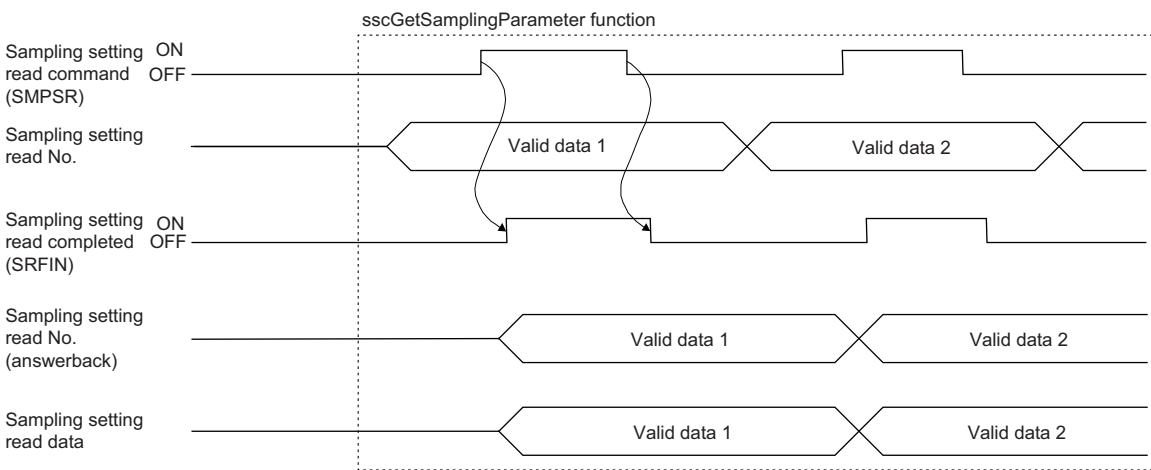 sscGetSamplingParameter function
Sampling setting ON
read command OFF
(SMPSR)
Sampling setting
read No.
Valid data 1
Valid data 2
Sampling setting ON
read completed OFF
(SRFIN)
Sampling setting
read No.
(answerback)
Valid data 1
Valid data 2
Sampling setting
read data
Valid data 1
Valid data 2